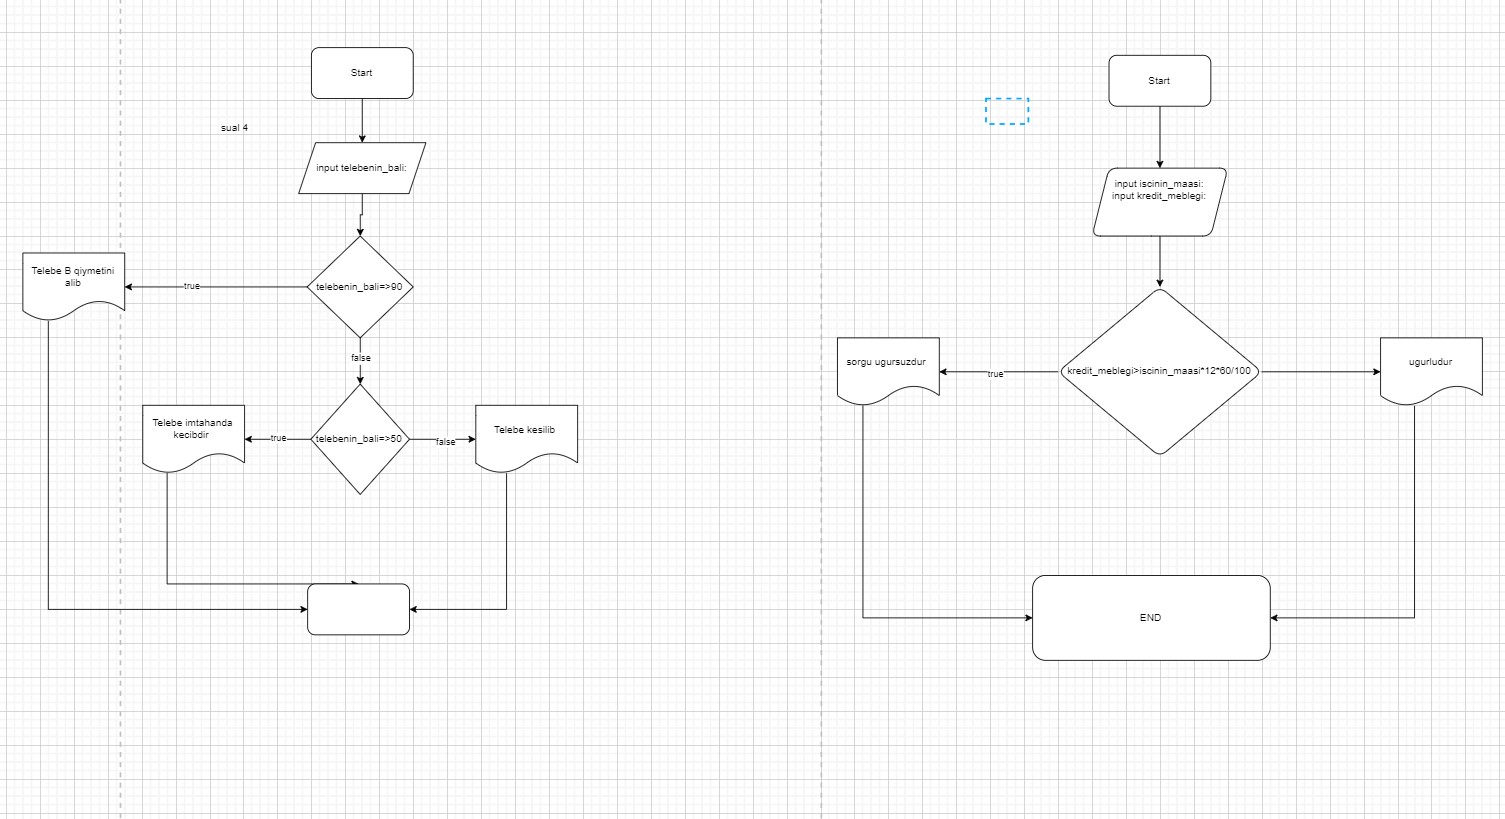 Start
sual 4
input telebenin_bali:
telebenin_bali=>90
true
Telebe B qiymetini
alib
false
telebenin_bali=>50
true
Telebe imtahanda
kecibdir
false
Telebe kesilib
Start
input iscinin_maasi:
input kredit_meblegi:
kredit_meblegi>iscinin_maasi*12*60/100
true
sorgu ugursuzdur
ugurludur
END